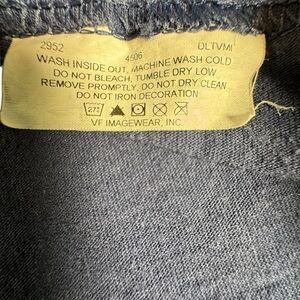 2952 4506 DLTVMI
WASH INSIDE OUT, MACHINE WASH COLD
DO NOT BLEACH, TUMBLE DRY LOW
REMOVE PROMPTLY, DO NOT DRY CLEAN
DO NOT IRON DECORATION
VF IMAGEWEAR, INC.